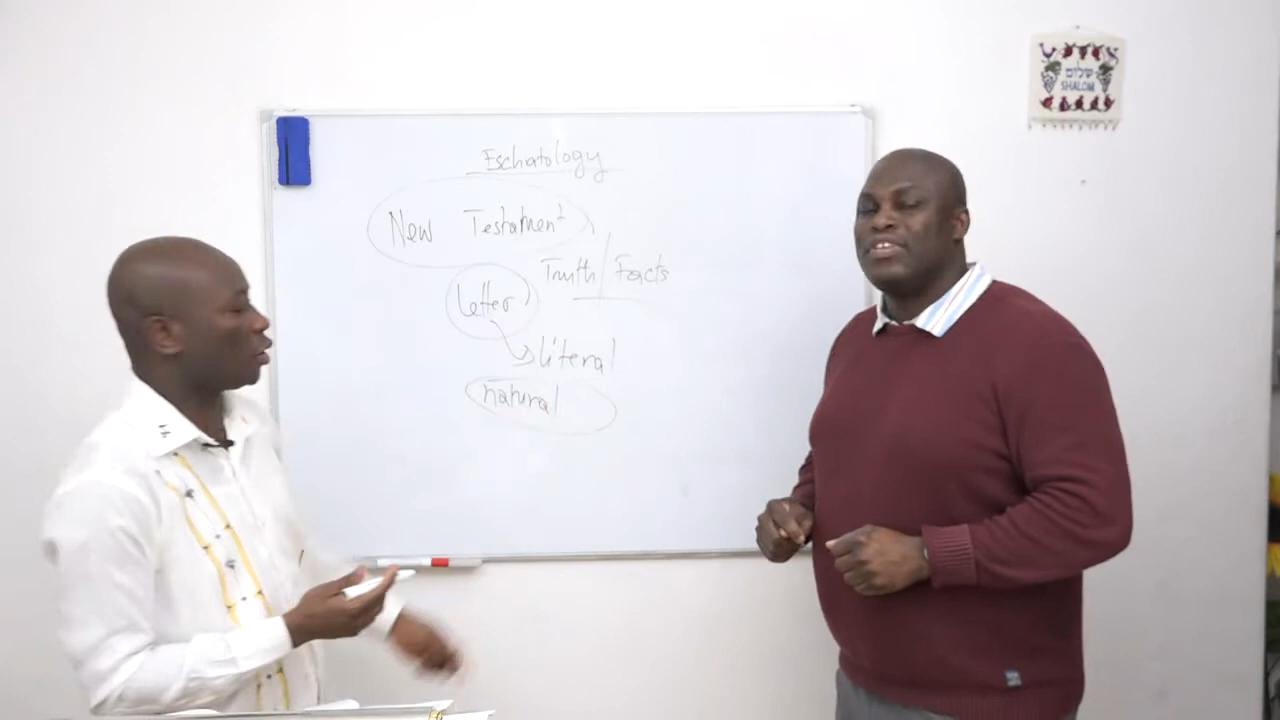 Eschatology
New Testament
Truth Facts
letter
literal
natural
שלום
SHALOM